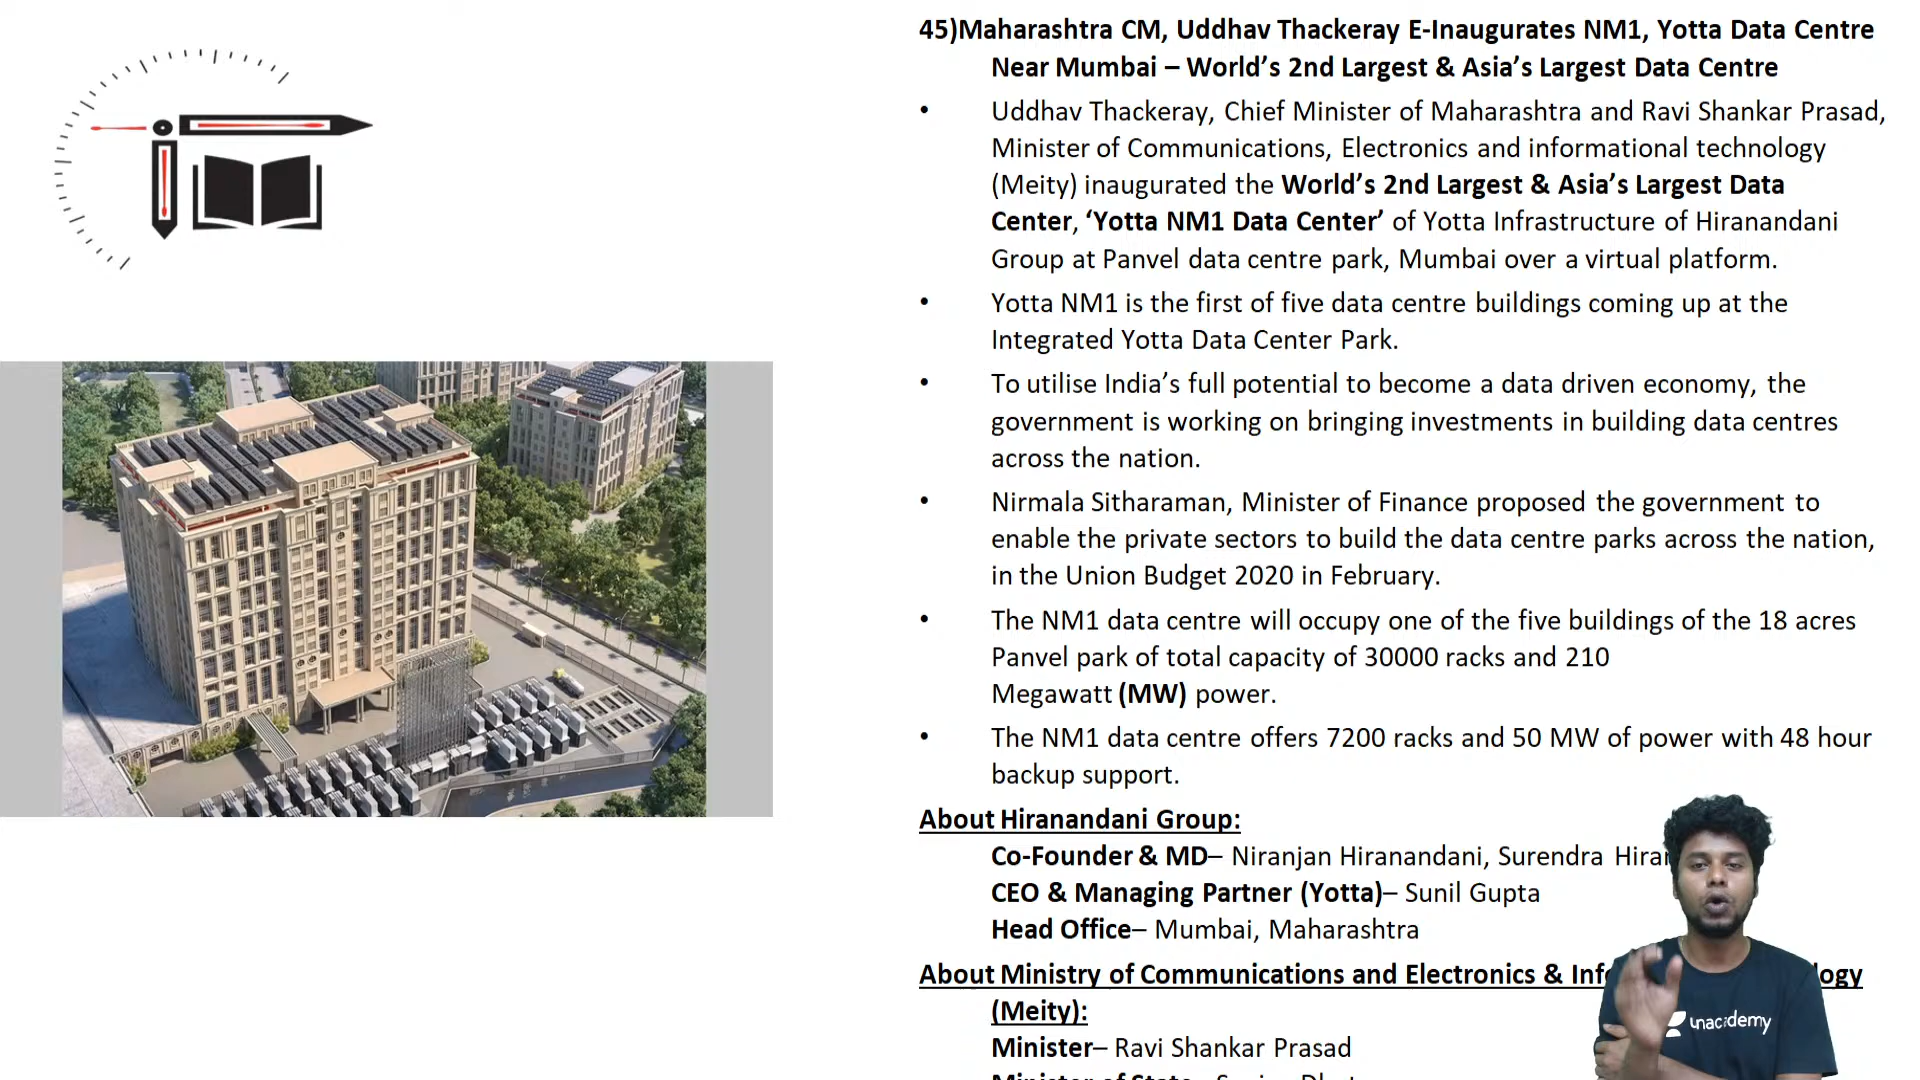 45)Maharashtra CM, Uddhav Thackeray E-Inaugurates NM1, Yotta Data Centre
Near Mumbai – World’s 2nd Largest & Asia’s Largest Data Centre
• Uddhav Thackeray, Chief Minister of Maharashtra and Ravi Shankar Prasad,
Minister of Communications, Electronics and informational technology
(Meity) inaugurated the World’s 2nd Largest & Asia’s Largest Data
Center, ‘Yotta NM1 Data Center’ of Yotta Infrastructure of Hiranandani
Group at Panvel data centre park, Mumbai over a virtual platform.
• Yotta NM1 is the first of five data centre buildings coming up at the
Integrated Yotta Data Center Park.
• To utilise India’s full potential to become a data driven economy, the
government is working on bringing investments in building data centres
across the nation.
• Nirmala Sitharaman, Minister of Finance proposed the government to
enable the private sectors to build the data centre parks across the nation,
in the Union Budget 2020 in February.
• The NM1 data centre will occupy one of the five buildings of the 18 acres
Panvel park of total capacity of 30000 racks and 210
Megawatt (MW) power.
• The NM1 data centre offers 7200 racks and 50 MW of power with 48 hour
backup support.
About Hiranandani Group:
Co-Founder & MD– Niranjan Hiranandani, Surendra
CEO & Managing Partner (Yotta)– Sunil Gupta
Head Office– Mumbai, Maharashtra
About Ministry of Communications and Electronics &
(Meity):
Minister– Ravi Shankar Prasad
unacademy